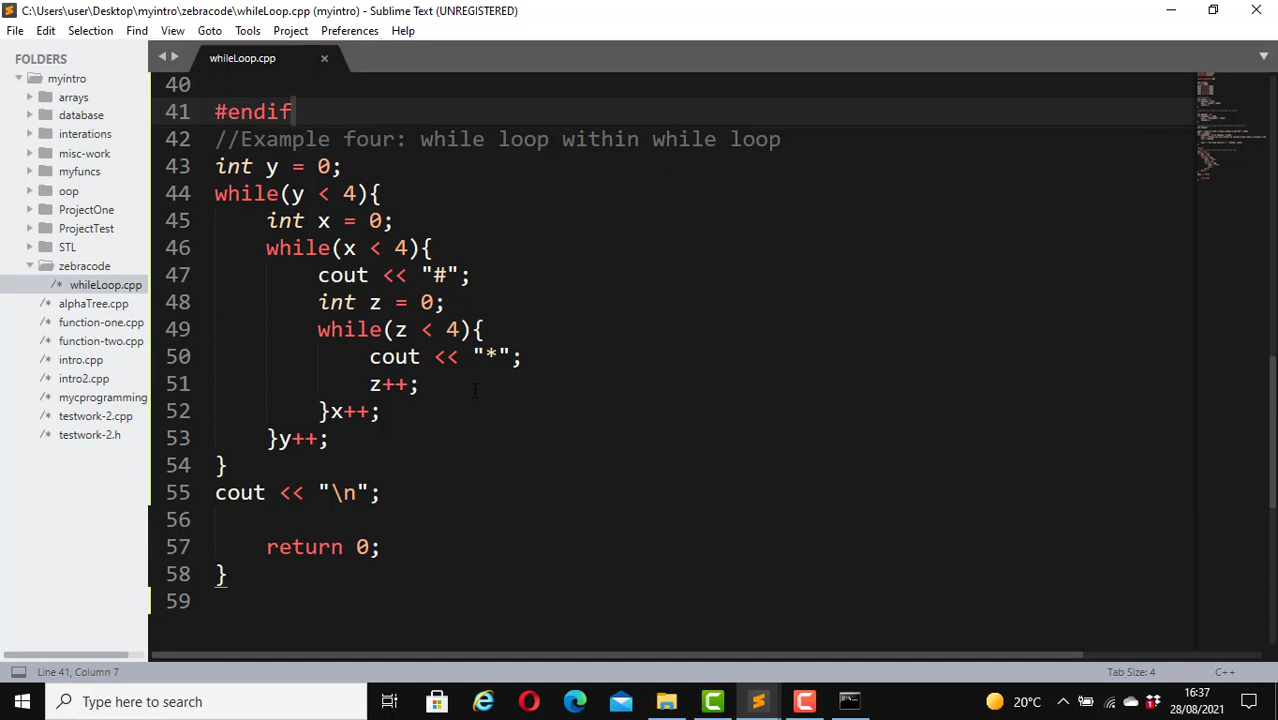 C:\Users\user\Desktop\myintro\zebracode\whileLoop.cpp (myintro) - Sublime Text (UNREGISTERED)
File Edit Selection Find View Goto Tools Project Preferences Help
FOLDERS
myintro
arrays
database
interations
misc-work
myfuncs
oop
ProjectOne
ProjectTest
STL
zebracode
/* whileLoop.cpp
/* alphaTree.cpp
/* function-one.cpp
/* function-two.cpp
/* intro.cpp
/* intro2.cpp
/* mycprogramming
/* testwork-2.cpp
/* testwork-2.h
whileLoop.cpp
40
41 #endif
42 //Example four: while loop within while loop
43 int y = 0;
44 while(y < 4){
45 int x = 0;
46 while(x < 4){
47 cout << "#";
48 int z = 0;
49 while(z < 4){
50 cout << "*";
51 z++;
52 }x++;
53 }y++;
54 }
55 cout << "\n";
56
57 return 0;
58 }
59
Line 41, Column 7
Tab Size: 4
C++
Type here to search
20°C
16:37
28/08/2021